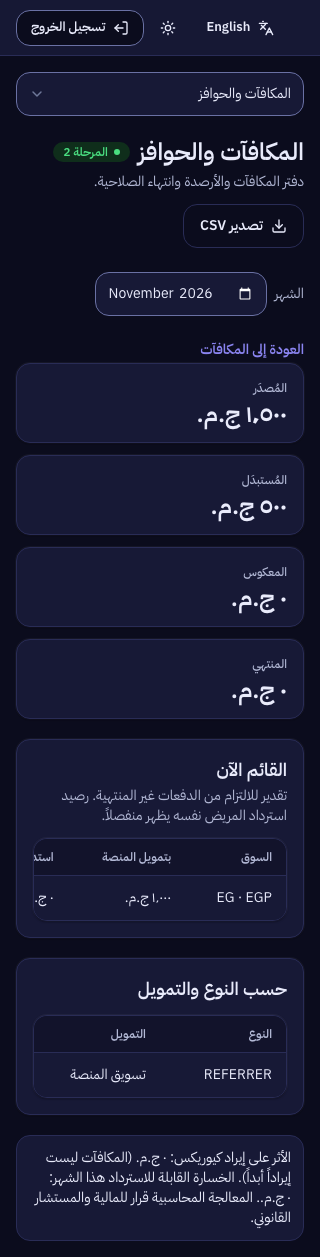 تسجيل الخروج
English
المكافآت والحوافز
المكافآت والحوافز
المرحلة 2
دفتر المكافآت والأرصدة وانتهاء الصلاحية.
تصدير CSV
الشهر
November 2026
العودة إلى المكافآت
المُصدَر
١,٥٠٠ ج.م.
المُستبدَل
٥٠٠ ج.م.
المعكوس
٠ ج.م.
المنتهي
٠ ج.م.
القائم الآن
تقدير للالتزام من الدفعات غير المنتهية. رصيد
استرداد المريض نفسه يظهر منفصلاً.
السوق بتمويل المنصة
EG · EGP ١,٠٠٠ ج.م. ٠ ج.
حسب النوع والتمويل
النوع التمويل
REFERRER تسويق المنصة
الأثر على إيراد كيوريكس: ٠ ج.م. (المكافآت ليست
إيراداً أبداً). الخسارة القابلة للاسترداد هذا الشهر:
٠ ج.م.. المعالجة المحاسبية قرار للمالية والمستشار
القانوني.